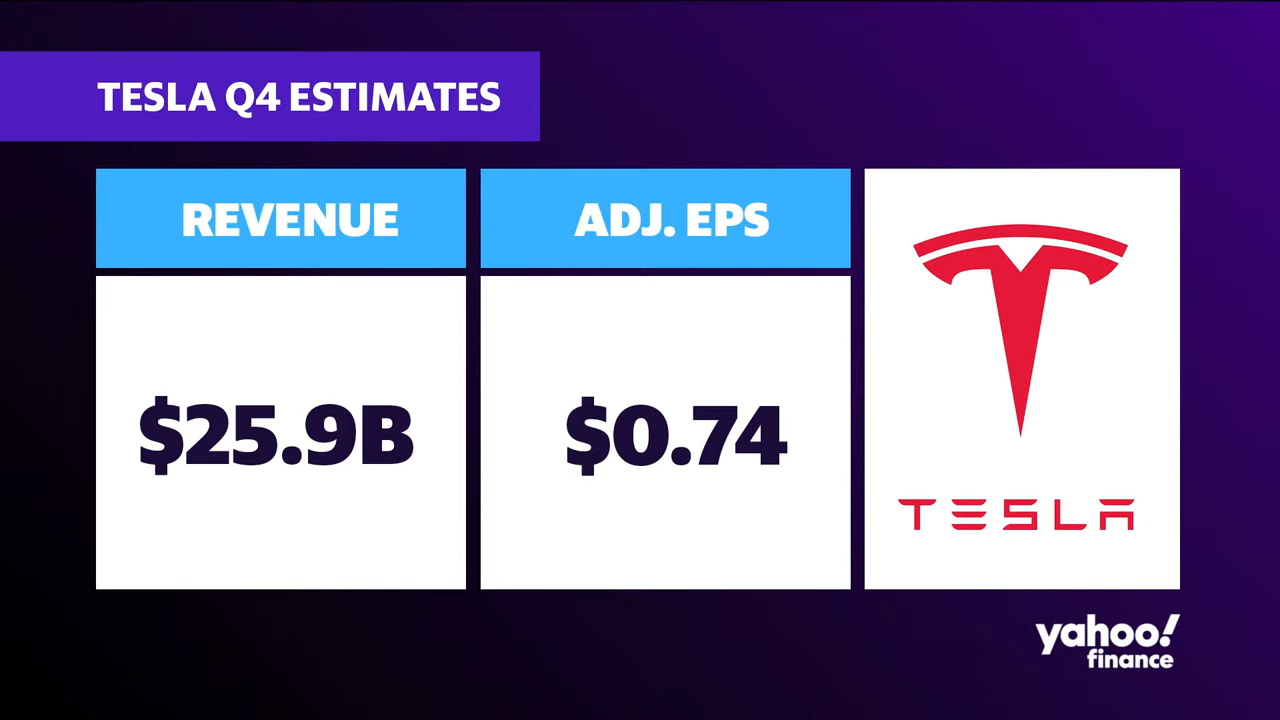 TESLA Q4 ESTIMATES
REVENUE
ADJ. EPS
$25.9B
$0.74
TESLA
yahoo!
finance